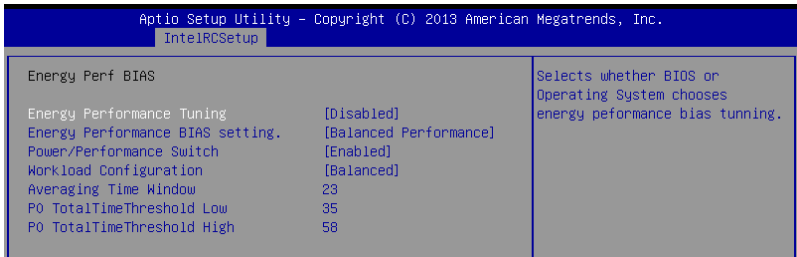 Aptio Setup Utility – Copyright (C) 2013 American Megatrends, Inc.
IntelRCSetup
Energy Perf BIAS
Energy Performance Tuning [Disabled]
Energy Performance BIAS setting. [Balanced Performance]
Power/Performance Switch [Enabled]
Workload Configuration [Balanced]
Averaging Time Window 23
P0 TotalTimeThreshold Low 35
P0 TotalTimeThreshold High 58
Selects whether BIOS or
Operating System chooses
energy peformance bias tunning.